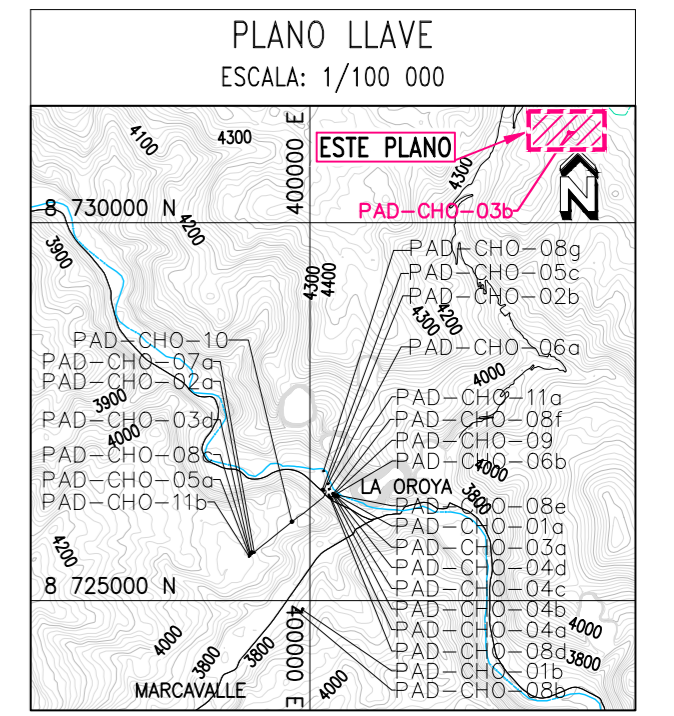 PLANO LLAVE
ESCALA: 1/100 000
4100
4300
400000 E
ESTE PLANO
4300
N
PAD-CHO-03b
8 730000 N
4200
3900
4300
4400
PAD-CHO-08g
PAD-CHO-05c
PAD-CHO-02b
4300
4200
PAD-CHO-06a
PAD-CHO-10
PAD-CHO-07a
PAD-CHO-02a
3900
4000
PAD-CHO-03d
4000
PAD-CHO-11a
PAD-CHO-08f
PAD-CHO-09
PAD-CHO-06b
PAD-CHO-08c
PAD-CHO-05a
PAD-CHO-11b
4000
LA OROYA
3800
PAD-CHO-08e
PAD-CHO-01a
PAD-CHO-03a
PAD-CHO-04d
PAD-CHO-04c
PAD-CHO-04b
PAD-CHO-04a
PAD-CHO-08d
PAD-CHO-01b
PAD-CHO-08b
4200
8 725000 N
400000 E
4000
3800
3800
4000
4000
3800
MARCAVALLE